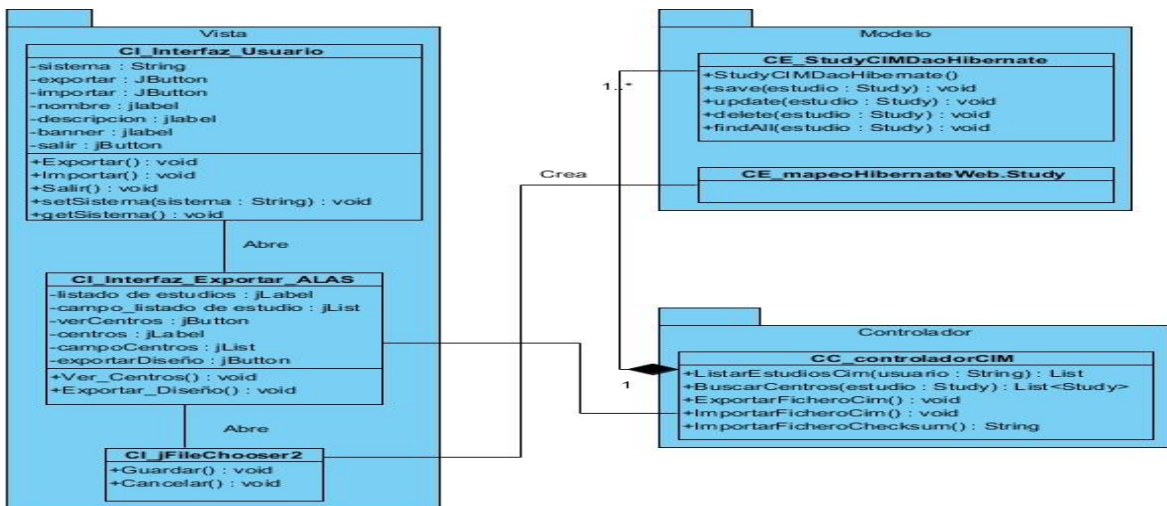 Vista
CI_Interfaz_Usuario
-sistema : String
-exportar : JButton
-importar : JButton
-nombre : jlabel
-descripcion : jlabel
-banner : jlabel
-salir : jButton
+Exportar() : void
+Importar() : void
+Salir() : void
+setSistema(sistema : String) : void
+getSistema() : void
Abre
CI_Interfaz_Exportar_ALAS
-listado de estudios : jLabel
-campo_listado de estudio : jList
-verCentros : jButton
-centros : jLabel
-campoCentros : jList
-exportarDiseño : jButton
+Ver_Centros() : void
+Exportar_Diseño() : void
Abre
CI_jFileChooser2
+Guardar() : void
+Cancelar() : void
Crea
Modelo
CE_StudyCIMDaoHibernate
+StudyCIMDaoHibernate()
+save(estudio : Study) : void
+update(estudio : Study) : void
+delete(estudio : Study) : void
+findAll(estudio : Study) : void
1..*
CE_mapeoHibernateWeb.Study
Controlador
CC_controladorCIM
+ListarEstudiosCim(usuario : String) : List
+BuscarCentros(estudio : Study) : List<Study>
+ExportarFicheroCim() : void
+ImportarFicheroCim() : void
+ImportarFicheroChecksum() : String
1